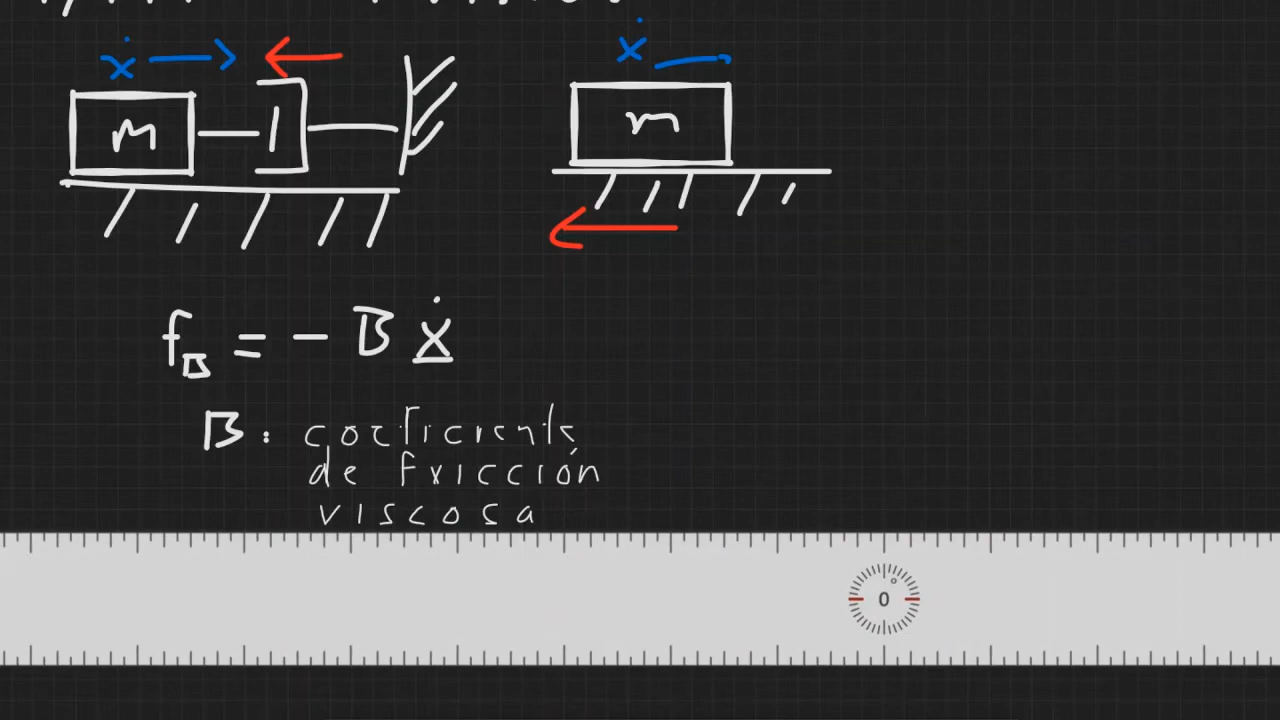 ẋ ẋ
m m
f_B = - B ẋ
B : coeficiente
de fricción
viscosa
0